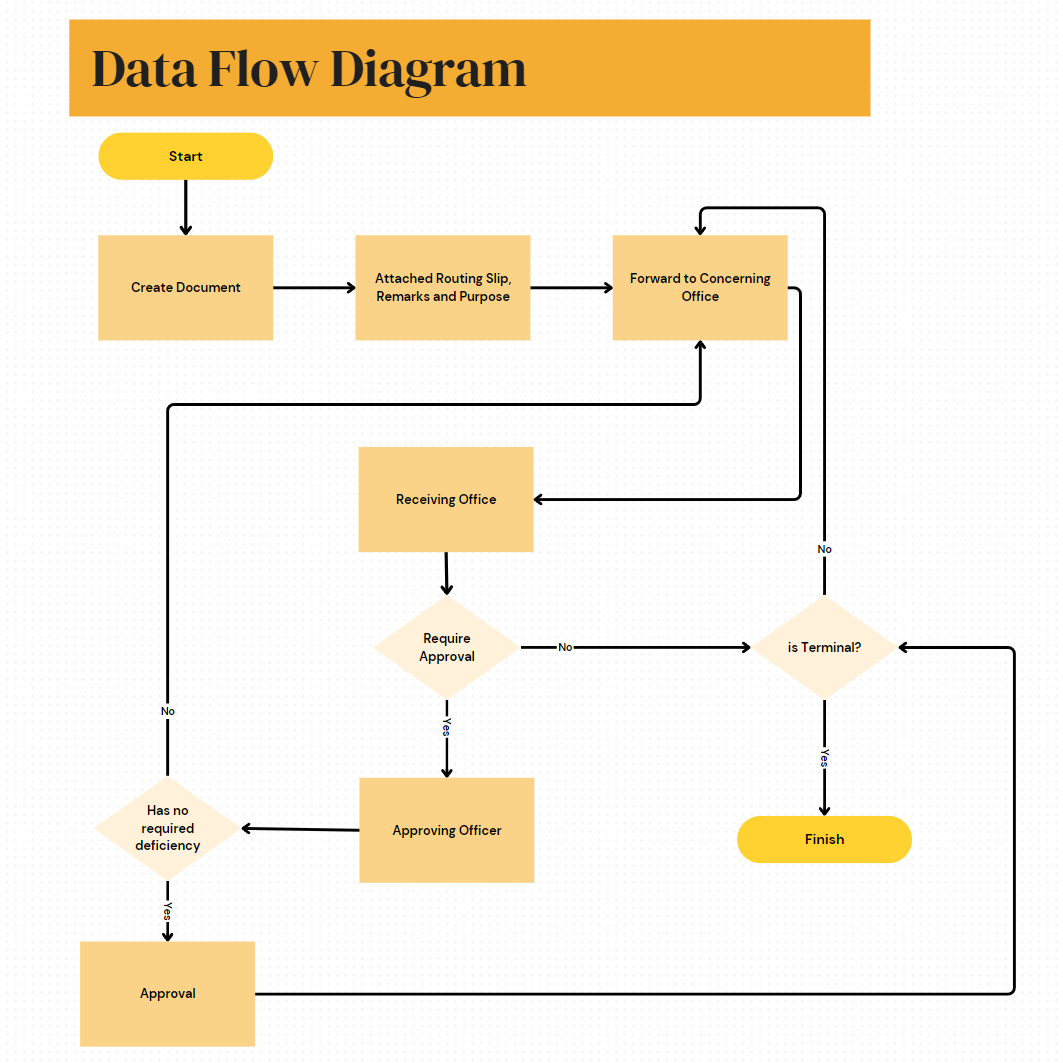 Data Flow Diagram
Start
Create Document
Attached Routing Slip,
Remarks and Purpose
Forward to Concerning
Office
Receiving Office
No
Require
Approval
No
is Terminal?
No
Yes
Yes
Has no
required
deficiency
Approving Officer
Finish
Yes
Approval